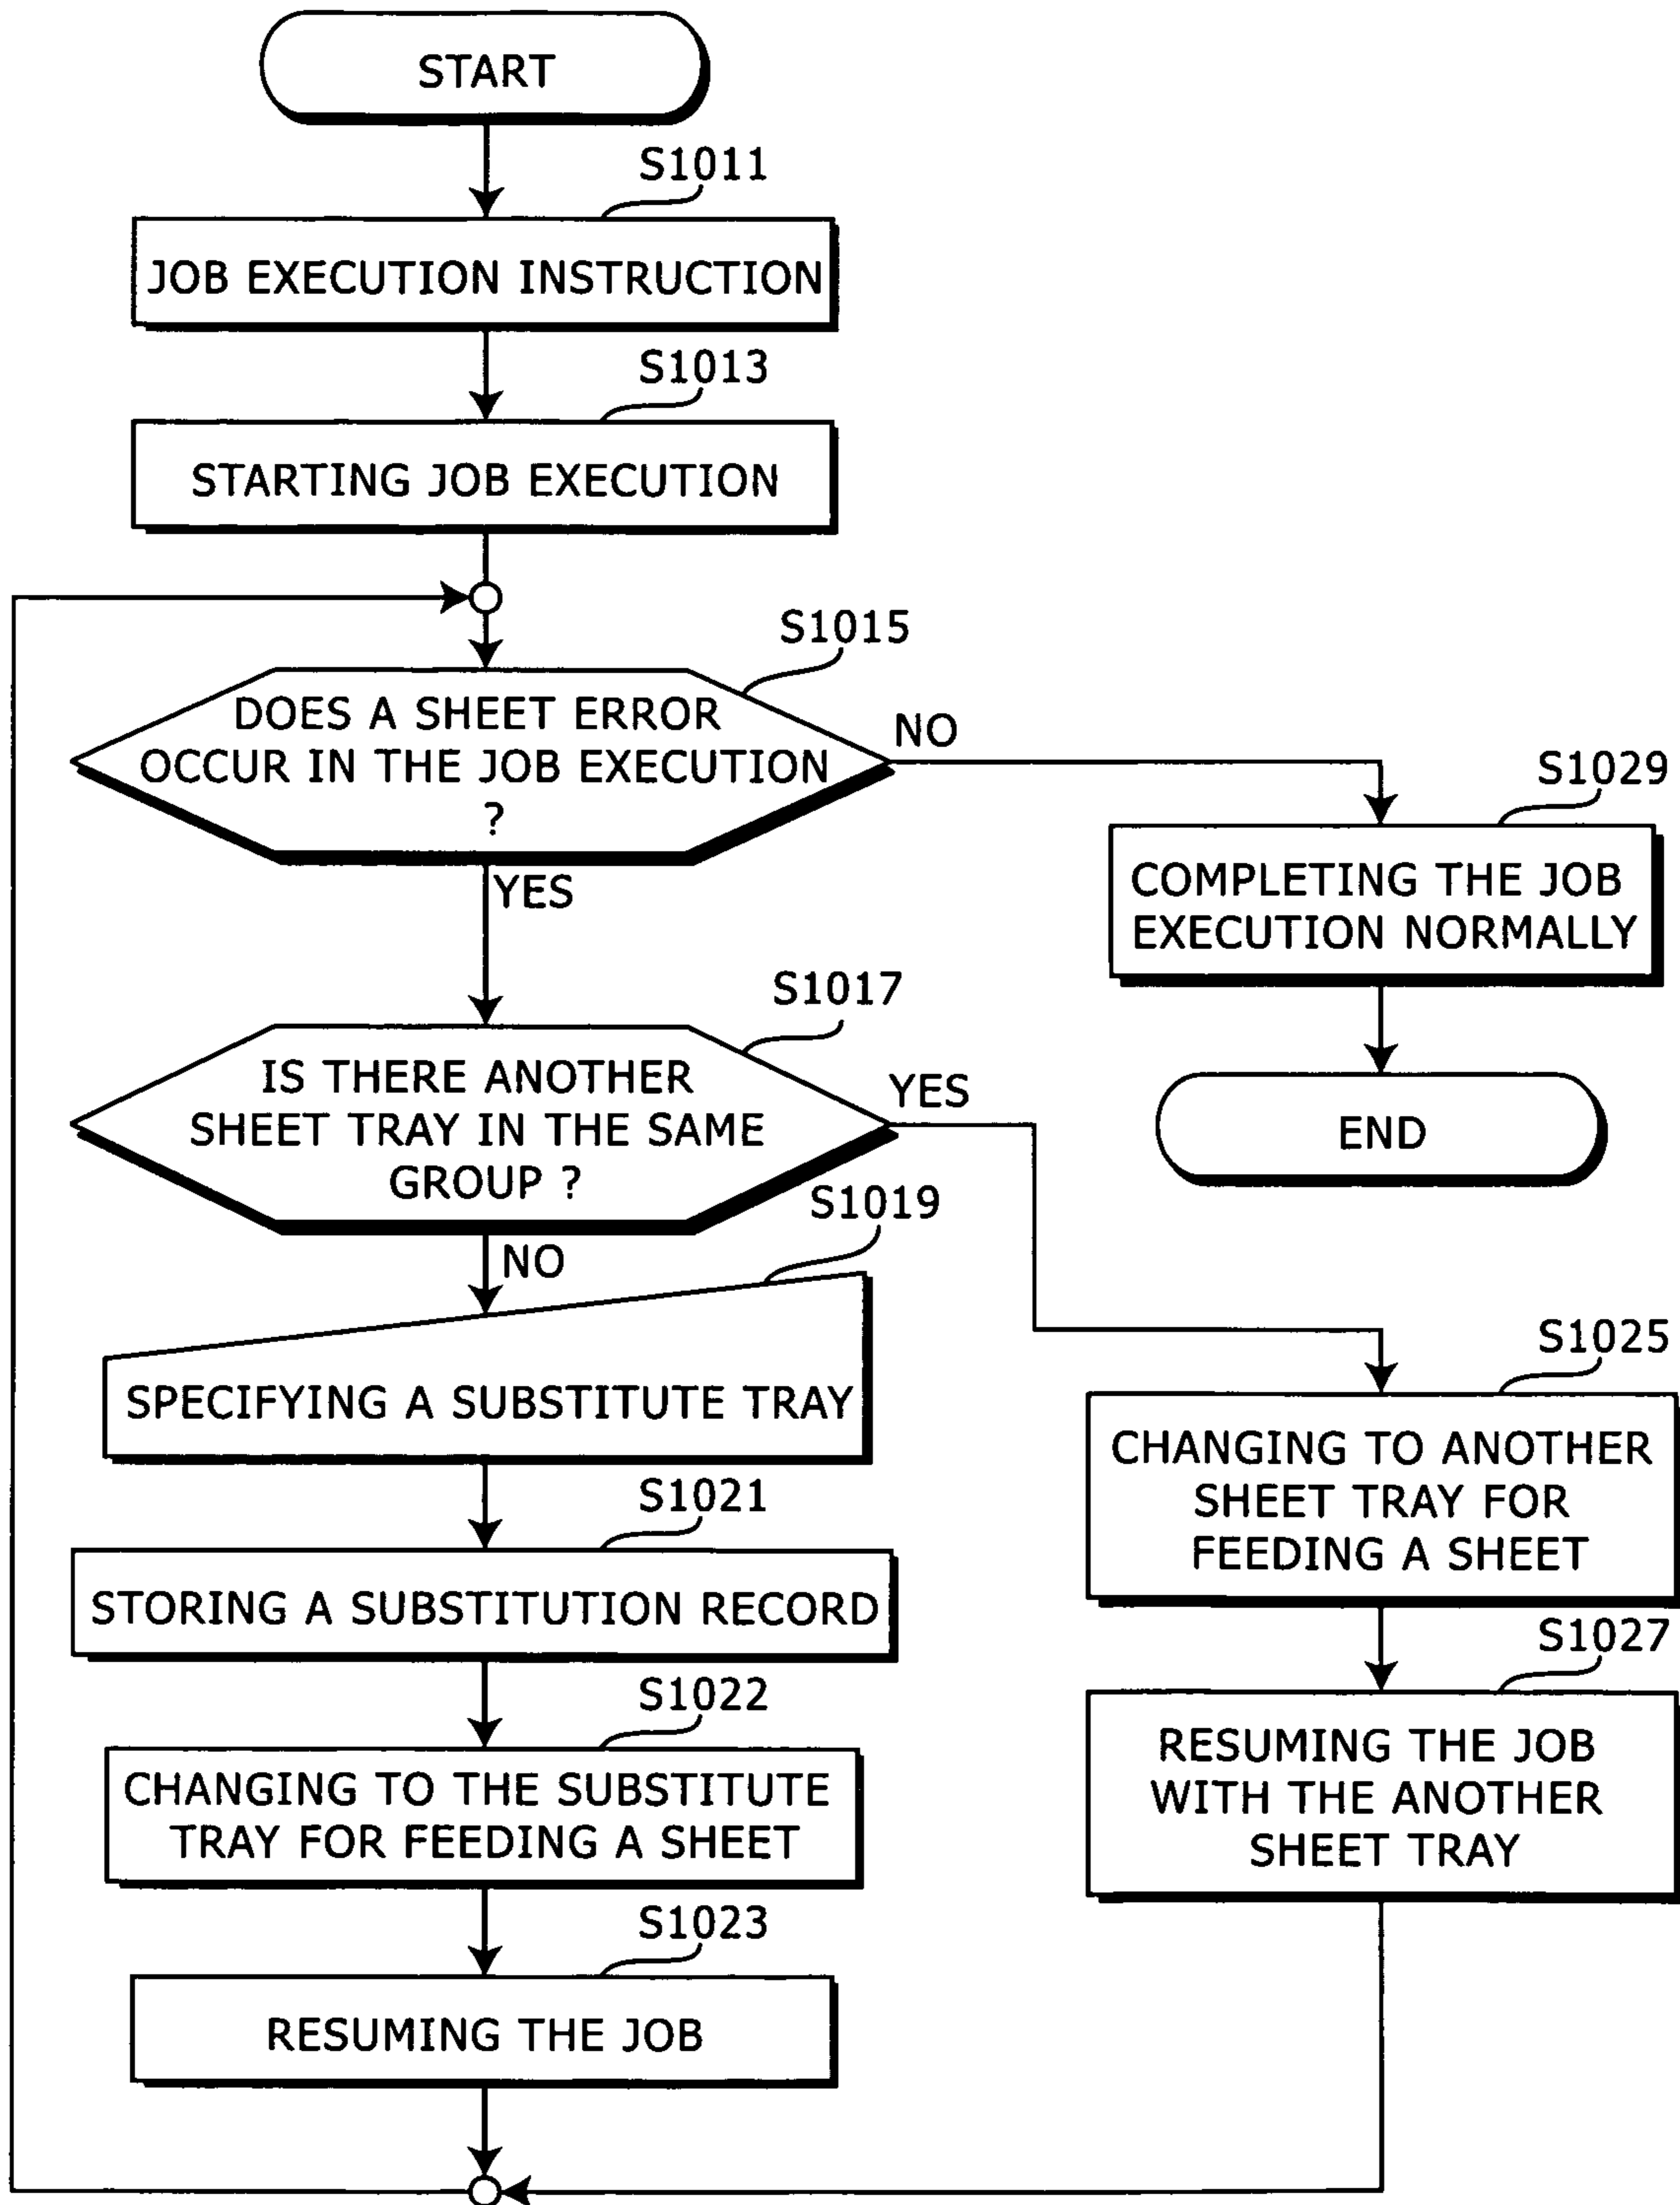 START
S1011
JOB EXECUTION INSTRUCTION
S1013
STARTING JOB EXECUTION
S1015
DOES A SHEET ERROR
OCCUR IN THE JOB EXECUTION
?
NO
S1029
COMPLETING THE JOB
EXECUTION NORMALLY
END
YES
S1017
IS THERE ANOTHER
SHEET TRAY IN THE SAME
GROUP ?
YES
NO
S1019
SPECIFYING A SUBSTITUTE TRAY
S1021
STORING A SUBSTITUTION RECORD
S1022
CHANGING TO THE SUBSTITUTE
TRAY FOR FEEDING A SHEET
S1023
RESUMING THE JOB
S1025
CHANGING TO ANOTHER
SHEET TRAY FOR
FEEDING A SHEET
S1027
RESUMING THE JOB
WITH THE ANOTHER
SHEET TRAY